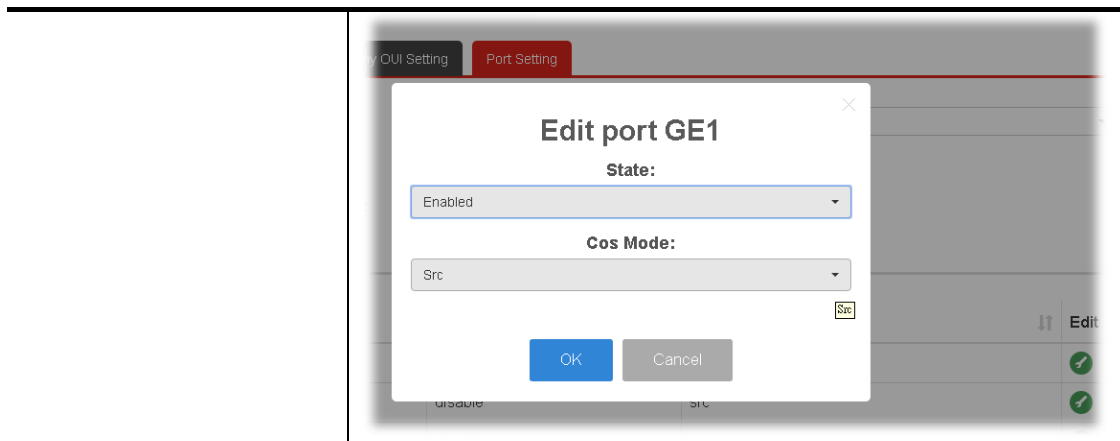 y OUI Setting
Port Setting
Edit port GE1
State:
Enabled
Cos Mode:
Src
Src
Edit
OK
Cancel
disable
src